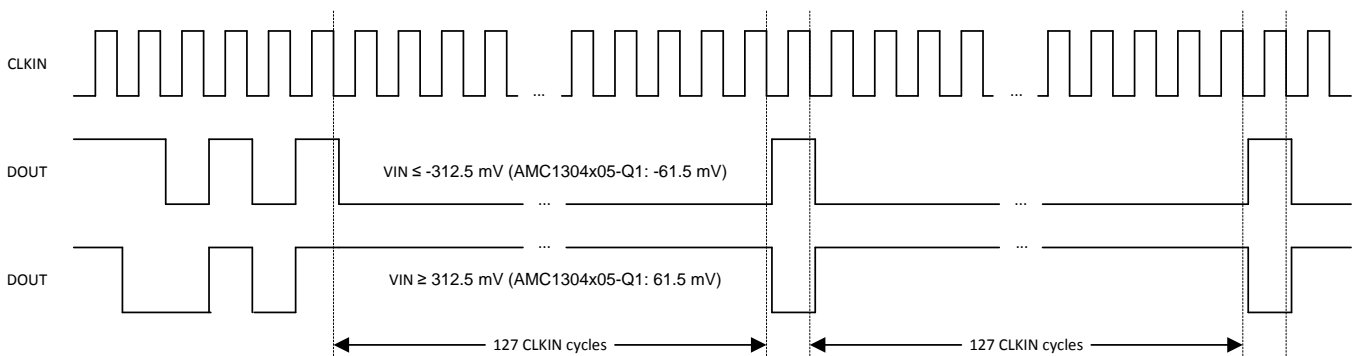 CLKIN
...
...
DOUT
VIN ≤ -312.5 mV (AMC1304x05-Q1: -61.5 mV)
...
...
DOUT
...
...
VIN ≥ 312.5 mV (AMC1304x05-Q1: 61.5 mV)
127 CLKIN cycles
127 CLKIN cycles